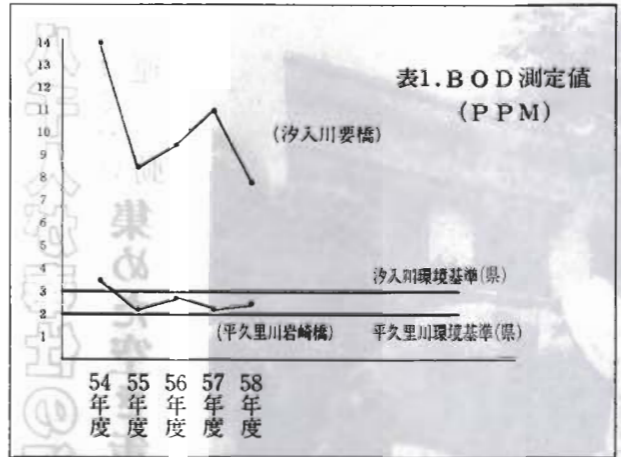 表1.BOD測定値
(PPM)
14
13
12
11
10
9
8
7
6
5
4
3
2
1
(汐入川要橋)
汐入川環境基準(県)
(平久里川岩崎橋)
平久里川環境基準(県)
54年度
55年度
56年度
57年度
58年度
集めた